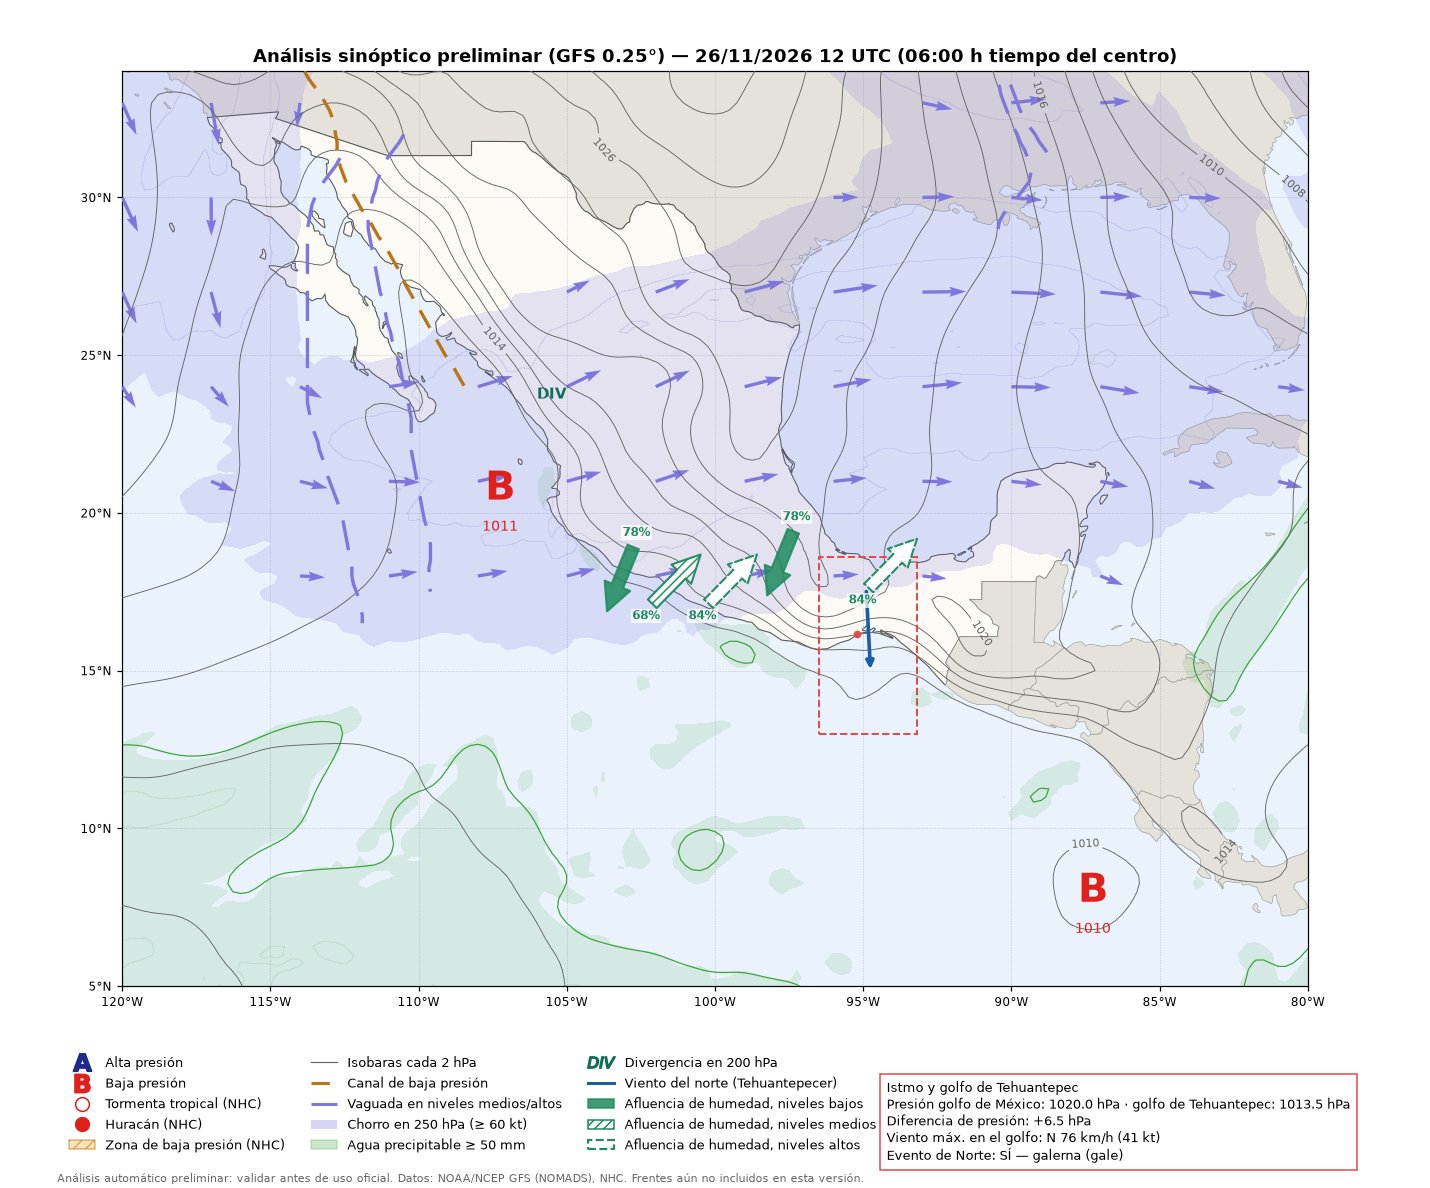 Análisis sinóptico preliminar (GFS 0.25°) — 26/11/2026 12 UTC (06:00 h tiempo del centro)
1016
1026
1010
1008
30°N
1014
25°N
DIV
B
1011
20°N
78%
78%
68%
84%
84%
1020
15°N
10°N
1010
1014
B
1010
5°N
120°W
115°W
110°W
105°W
100°W
95°W
90°W
85°W
80°W
A Alta presión
B Baja presión
Tormenta tropical (NHC)
Huracán (NHC)
Zona de baja presión (NHC)
Isobaras cada 2 hPa
Canal de baja presión
Vaguada en niveles medios/altos
Chorro en 250 hPa (≥ 60 kt)
Agua precipitable ≥ 50 mm
DIV Divergencia en 200 hPa
Viento del norte (Tehuantepecer)
Afluencia de humedad, niveles bajos
Afluencia de humedad, niveles medios
Afluencia de humedad, niveles altos
Istmo y golfo de Tehuantepec
Presión golfo de México: 1020.0 hPa · golfo de Tehuantepec: 1013.5 hPa
Diferencia de presión: +6.5 hPa
Viento máx. en el golfo: N 76 km/h (41 kt)
Evento de Norte: SÍ — galerna (gale)
Análisis automático preliminar: validar antes de uso oficial. Datos: NOAA/NCEP GFS (NOMADS), NHC. Frentes aún no incluidos en esta versión.